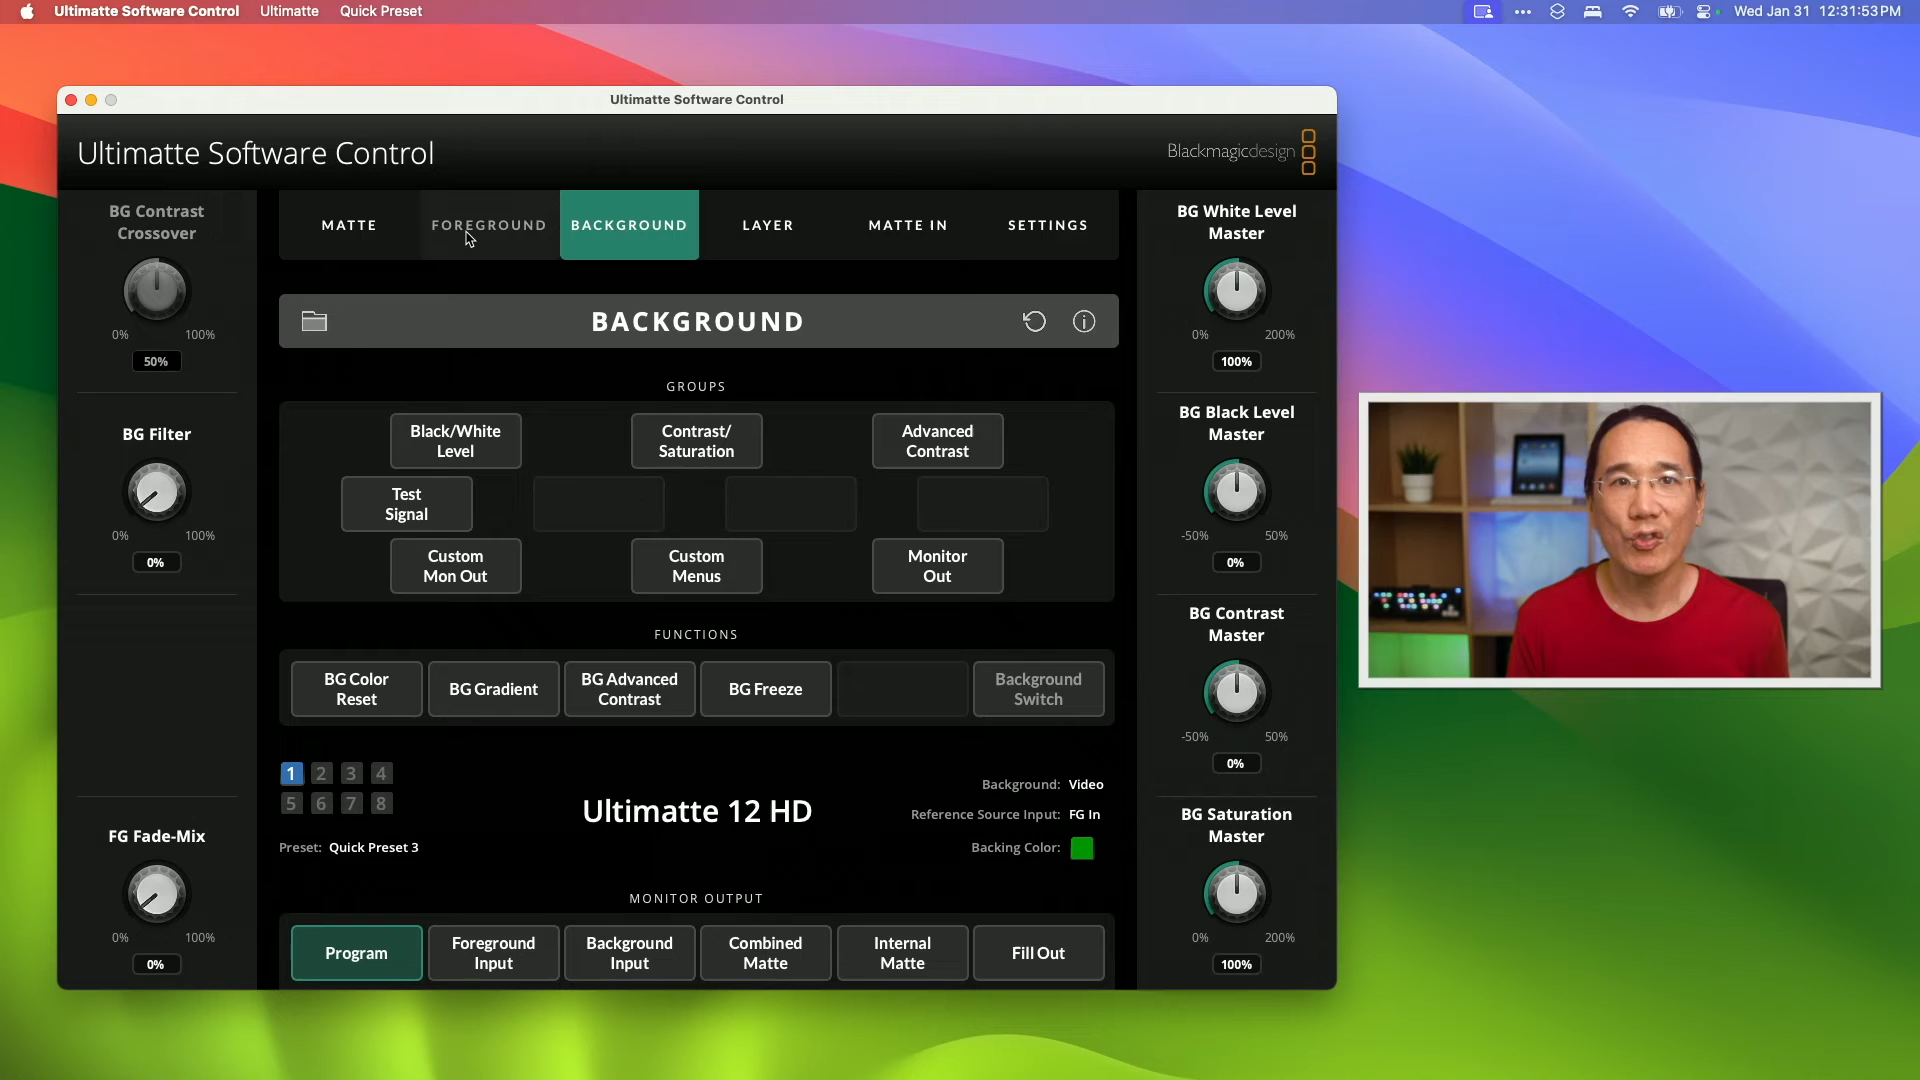 Ultimatte Software Control Ultimatte Quick Preset
Wed Jan 31 12:31:53 PM
Ultimatte Software Control
Ultimatte Software Control
Blackmagicdesign
MATTE FOREGROUND BACKGROUND LAYER MATTE IN SETTINGS
BG Contrast
Crossover
0% 100%
50%
BG Filter
0% 100%
0%
FG Fade-Mix
0% 100%
0%
BACKGROUND
GROUPS
Black/White
Level
Contrast/
Saturation
Advanced
Contrast
Test
Signal
Custom
Mon Out
Custom
Menus
Monitor
Out
FUNCTIONS
BG Color
Reset
BG Gradient
BG Advanced
Contrast
BG Freeze
Background
Switch
1 2 3 4
5 6 7 8
Preset: Quick Preset 3
Ultimatte 12 HD
Background: Video
Reference Source Input: FG In
Backing Color:
MONITOR OUTPUT
Program
Foreground
Input
Background
Input
Combined
Matte
Internal
Matte
Fill Out
BG White Level
Master
0% 200%
100%
BG Black Level
Master
-50% 50%
0%
BG Contrast
Master
-50% 50%
0%
BG Saturation
Master
0% 200%
100%